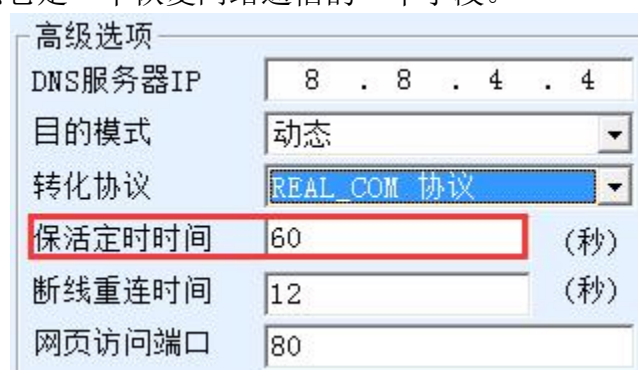 高级选项
DNS服务器IP 8 . 8 . 4 . 4
目的模式 动态
转化协议 REAL_COM 协议
保活定时时间 60 (秒)
断线重连时间 12 (秒)
网页访问端口 80